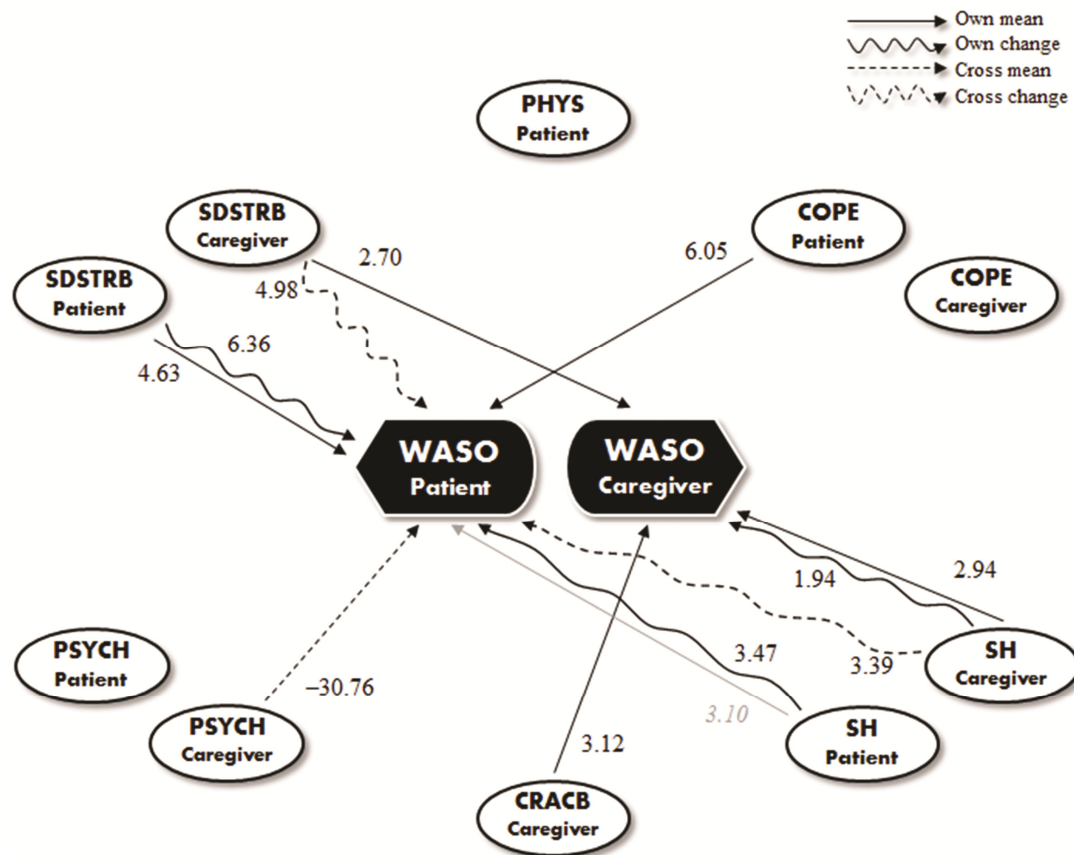 Own mean
Own change
Cross mean
Cross change
PHYS
Patient
SDSTRB
Caregiver
COPE
Patient
SDSTRB
Patient
COPE
Caregiver
2.70
6.05
4.98
6.36
4.63
WASO
Patient
WASO
Caregiver
1.94
2.94
3.47
3.39
SH
Caregiver
PSYCH
Patient
−30.76
3.10
PSYCH
Caregiver
3.12
SH
Patient
CRACB
Caregiver